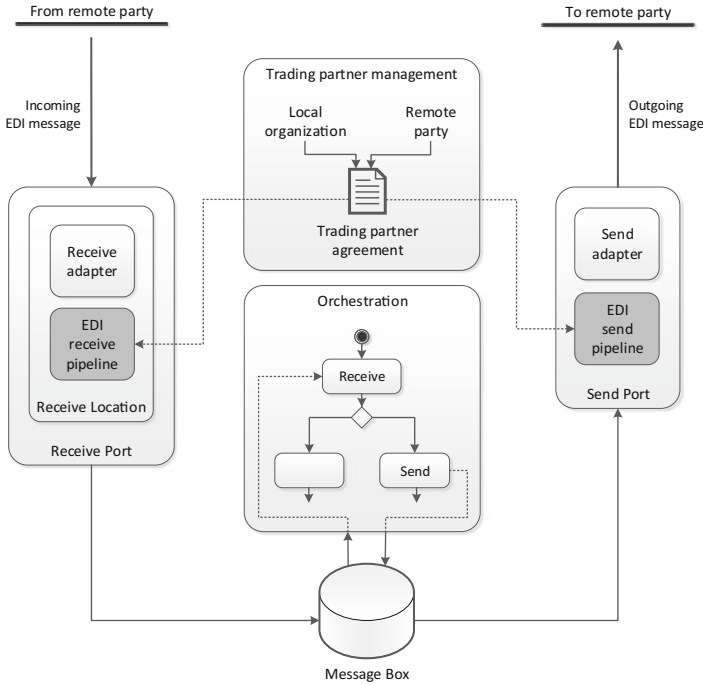 From remote party
To remote party
Incoming
EDI message
Trading partner management
Local
organization
Remote
party
Trading partner
agreement
Outgoing
EDI message
Receive
adapter
EDI
receive
pipeline
Receive Location
Receive Port
Send
adapter
EDI
send
pipeline
Send Port
Orchestration
Receive
Send
Message Box